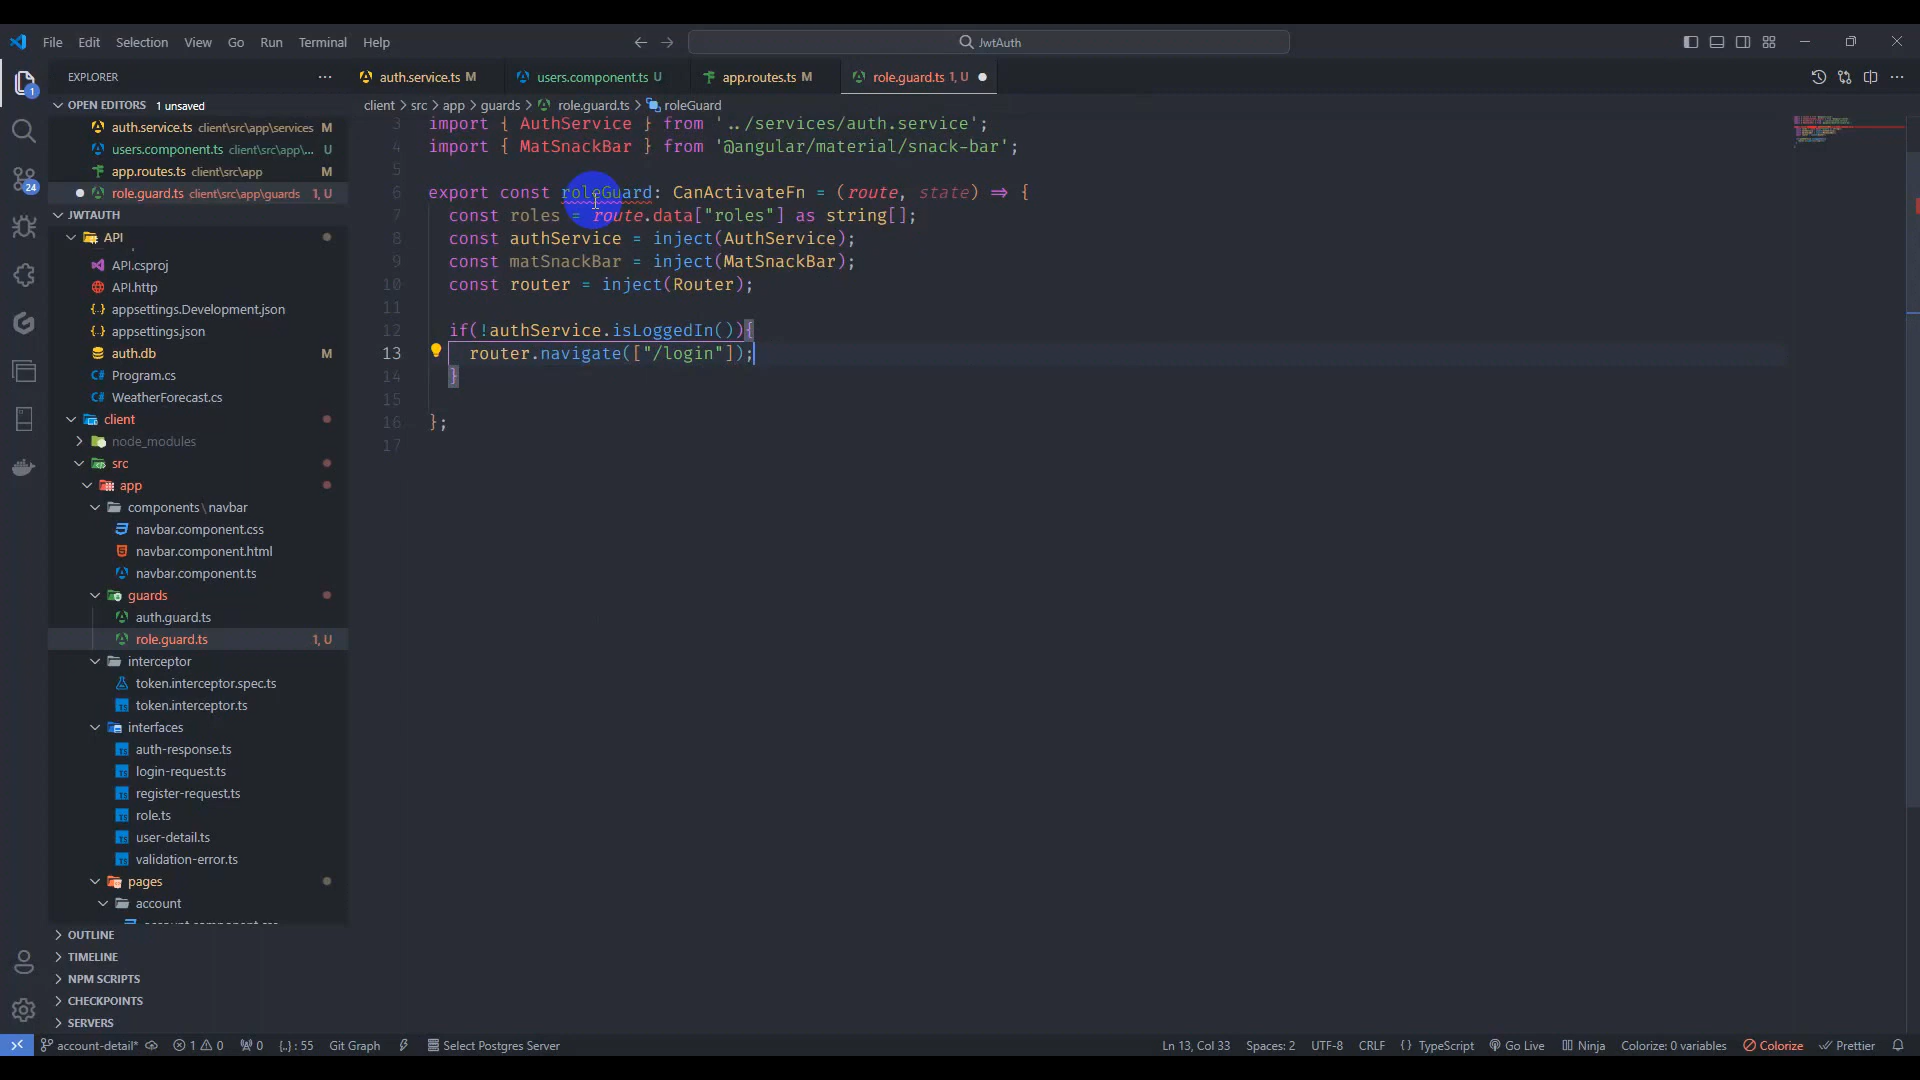 File Edit Selection View Go Run Terminal Help
JwtAuth
EXPLORER
auth.service.ts M
users.component.ts U
app.routes.ts M
role.guard.ts 1, U
OPEN EDITORS 1 unsaved
client > src > app > guards > role.guard.ts > roleGuard
auth.service.ts client\src\app\services M
users.component.ts client\src\app\... U
app.routes.ts client\src\app M
role.guard.ts client\src\app\guards 1, U
JWTAUTH
API
API.csproj
API.http
appsettings.Development.json
appsettings.json
auth.db M
Program.cs
WeatherForecast.cs
client
node_modules
src
app
components\navbar
navbar.component.css
navbar.component.html
navbar.component.ts
guards
auth.guard.ts
role.guard.ts 1, U
interceptor
token.interceptor.spec.ts
token.interceptor.ts
interfaces
auth-response.ts
login-request.ts
register-request.ts
role.ts
user-detail.ts
validation-error.ts
pages
account
OUTLINE
TIMELINE
NPM SCRIPTS
CHECKPOINTS
SERVERS
1
24
3 import { AuthService } from '../services/auth.service';
4 import { MatSnackBar } from '@angular/material/snack-bar';
5
6 export const roleGuard: CanActivateFn = (route, state) => {
7 const roles = route.data["roles"] as string[];
8 const authService = inject(AuthService);
9 const matSnackBar = inject(MatSnackBar);
10 const router = inject(Router);
11
12 if(!authService.isLoggedIn()){
13 router.navigate(["/login"]);
14 }
15
16 };
17
account-detail* 1 0 0 {..} : 55 Git Graph Select Postgres Server
Ln 13, Col 33 Spaces: 2 UTF-8 CRLF { } TypeScript Go Live Ninja Colorize: 0 variables Colorize Prettier